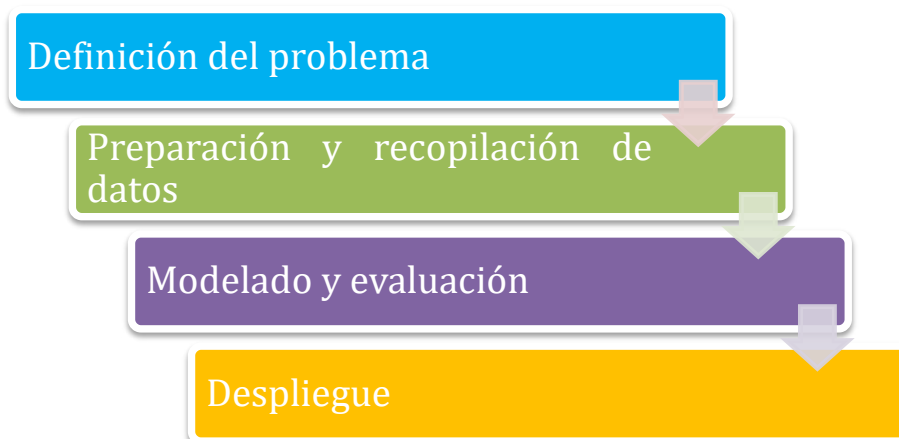 Definición del problema
Preparación y recopilación de
datos
Modelado y evaluación
Despliegue